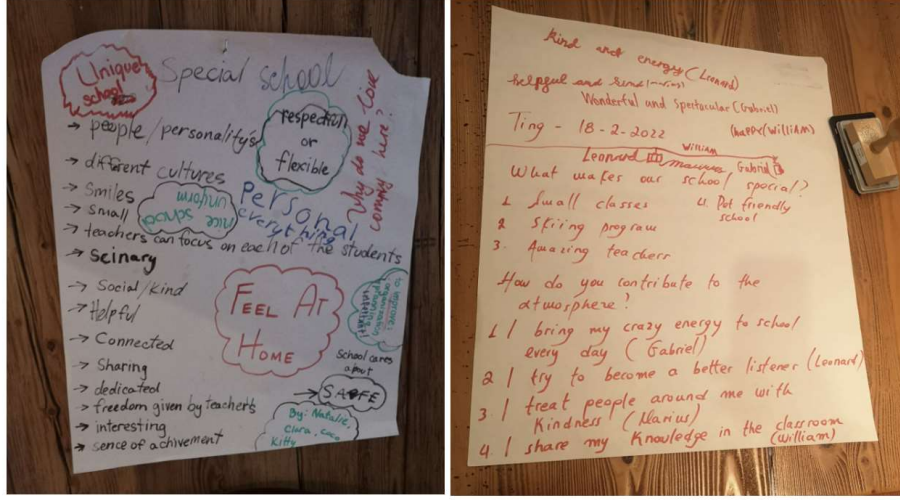 Unique
school
Special school
Why do we love
coming here?
respectful
or
flexible
→ people/personality's
→ different cultures
→ Smiles
nice school
uniform
Personal
everything
→ small
→ teachers can focus on each of the students
→ scinary
→ Social/Kind
→ Helpful
FEEL AT
HOME
to improve:
→ Connected
→ Sharing
School cares
about
→ SAFE
→ dedicated
→ freedom given by teacher's
→ interesting
→ sence of achivement
By: Natalie,
Clara, Coco
Kitty
kind and
energy (Leonard)
helpful and kind (marius)
Wonderful and spectacular (Gabriel)
Ting - 18-2-2022
(happe(William)
William
Leonard
Gabriel
What makes our school special?
1 Small classes
4. Pet friendly
school
2 Skiing program
3. Amazing teachers
How do you contribute to the
atmosphere?
1 I bring my crazy energy to school
every day (Gabriel)
2 I try to become a better listener (Leonard)
3. I treat people around me with
Kindness (Marius)
4. I share my Knowledge in the classroom
(William)